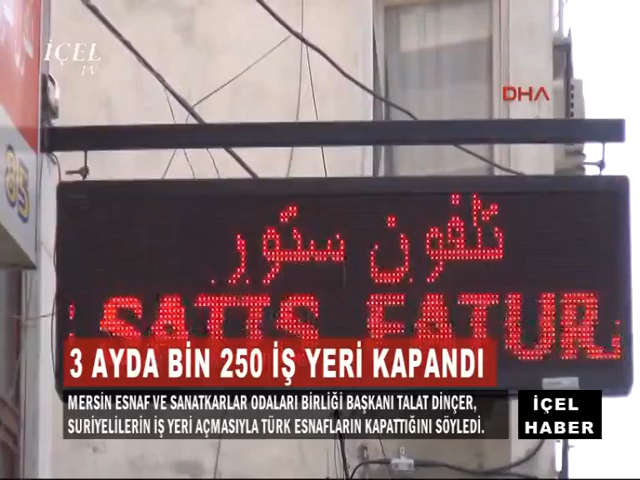 İÇEL
TV
DHA
85
تلفون ستور
SATIŞ FATUR
3 AYDA BİN 250 İŞ YERİ KAPANDI
MERSİN ESNAF VE SANATKARLAR ODALARI BİRLİĞİ BAŞKANI TALAT DİNÇER,
SURİYELİLERİN İŞ YERİ AÇMASIYLA TÜRK ESNAFLARIN KAPATTIĞINI SÖYLEDİ.
İÇEL
HABER